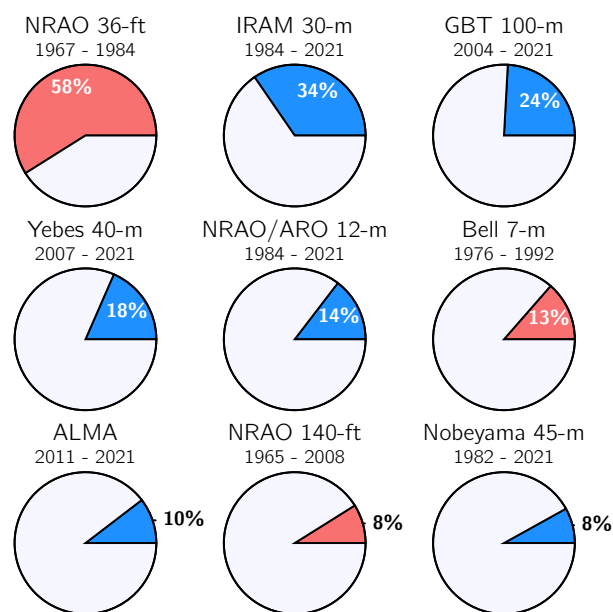 NRAO 36-ft
1967 - 1984
58%
IRAM 30-m
1984 - 2021
34%
GBT 100-m
2004 - 2021
24%
Yebes 40-m
2007 - 2021
18%
NRAO/ARO 12-m
1984 - 2021
14%
Bell 7-m
1976 - 1992
13%
ALMA
2011 - 2021
10%
NRAO 140-ft
1965 - 2008
8%
Nobeyama 45-m
1982 - 2021
8%